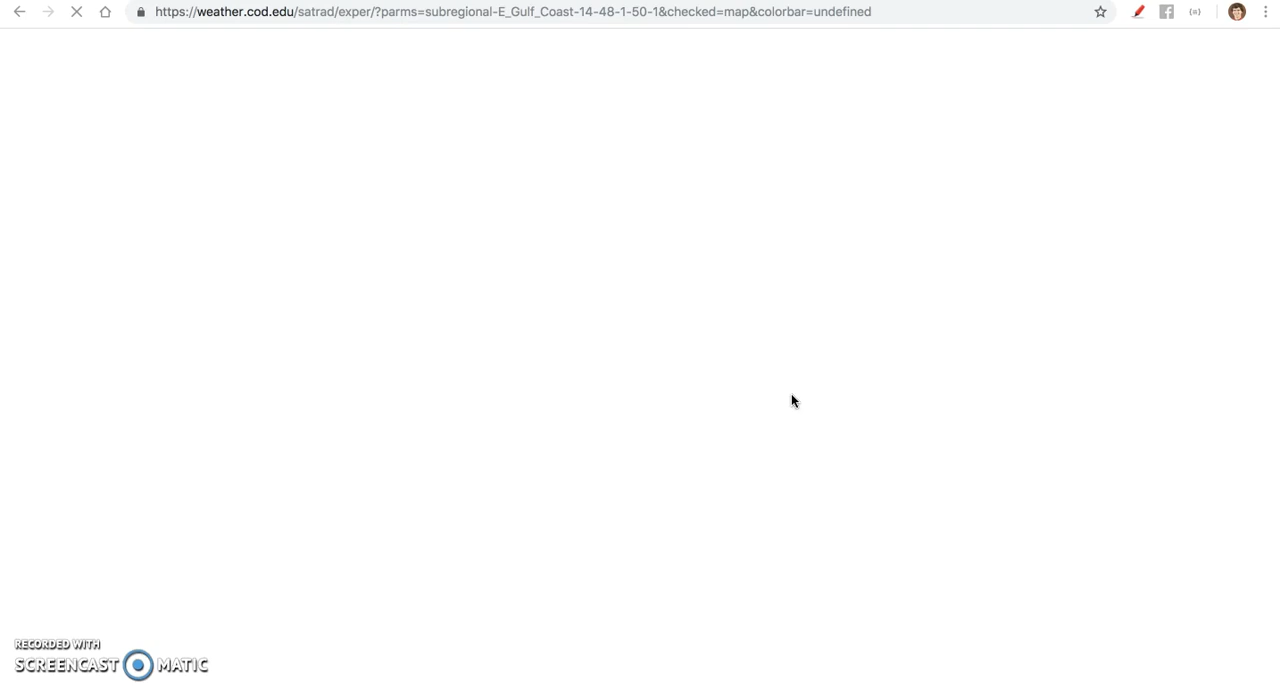 https://weather.cod.edu/satrad/exper/?parms=subregional-E_Gulf_Coast-14-48-1-50-1&checked=map&colorbar=undefined
RECORDED WITH
SCREENCAST MATIC